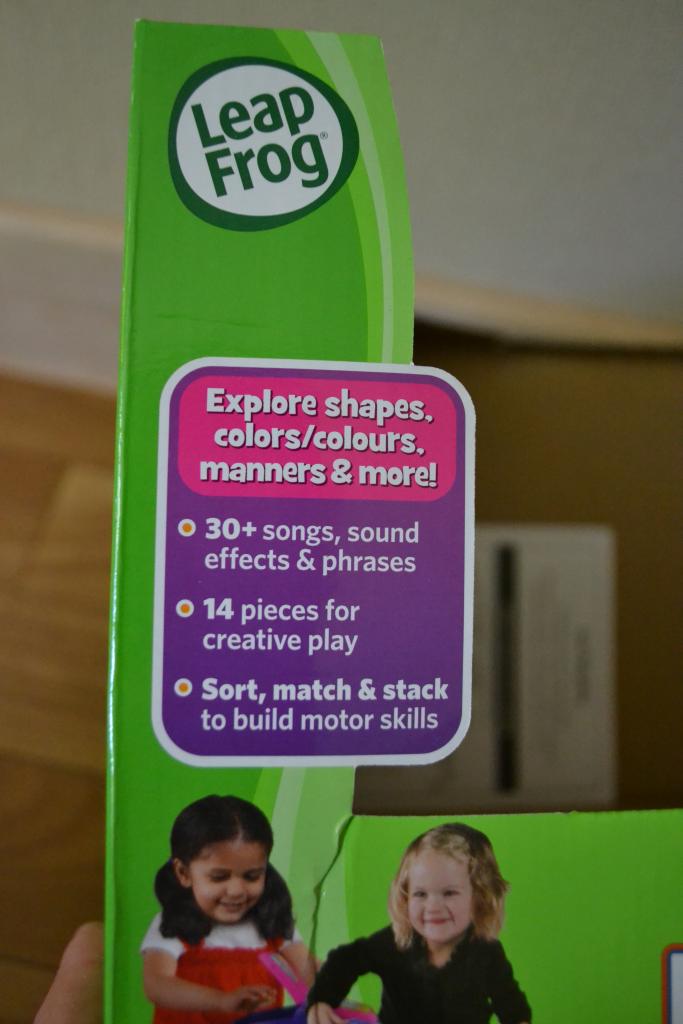 Leap
Frog®
Explore shapes,
colors/colours,
manners & more!
30+ songs, sound
effects & phrases
14 pieces for
creative play
Sort, match & stack
to build motor skills